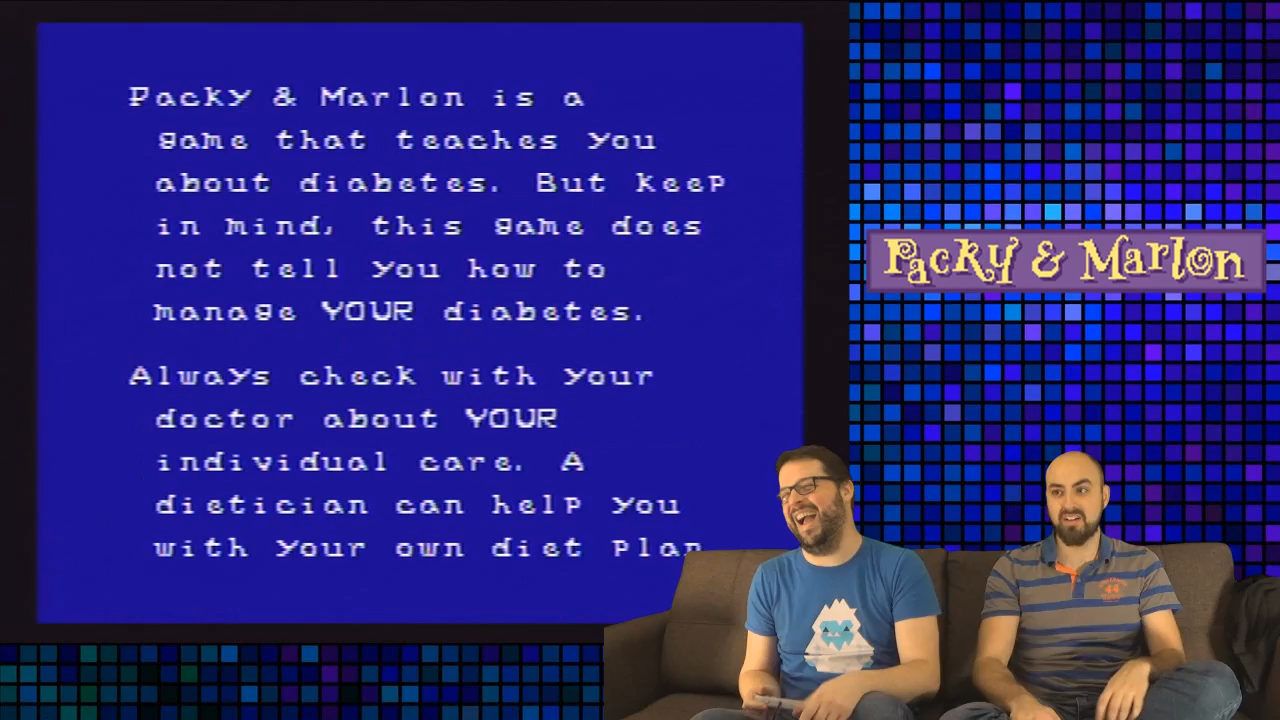 Packy & Marlon is a
game that teaches you
about diabetes. But keep
in mind, this game does
not tell you how to
manage YOUR diabetes.
Always check with your
doctor about YOUR
individual care. A
dietician can help you
with your own diet plan
Packy & Marlon
44